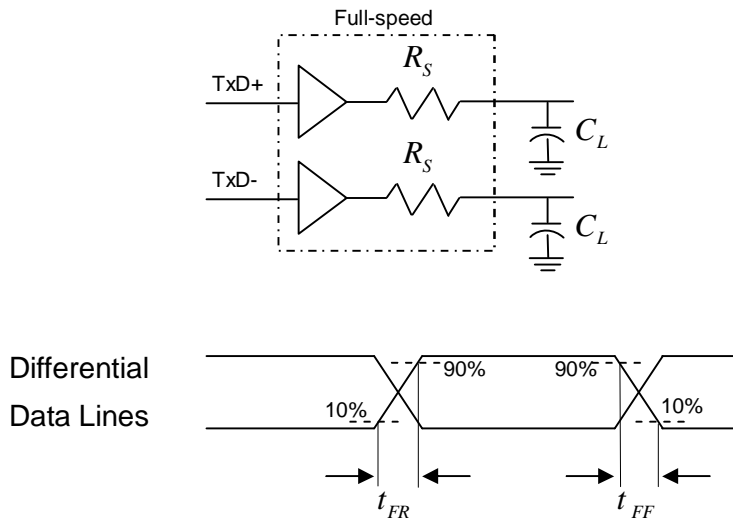 Full-speed
R_S
TxD+
C_L
R_S
TxD-
C_L
Differential
Data Lines
10%
90%
90%
10%
t_FR
t_FF